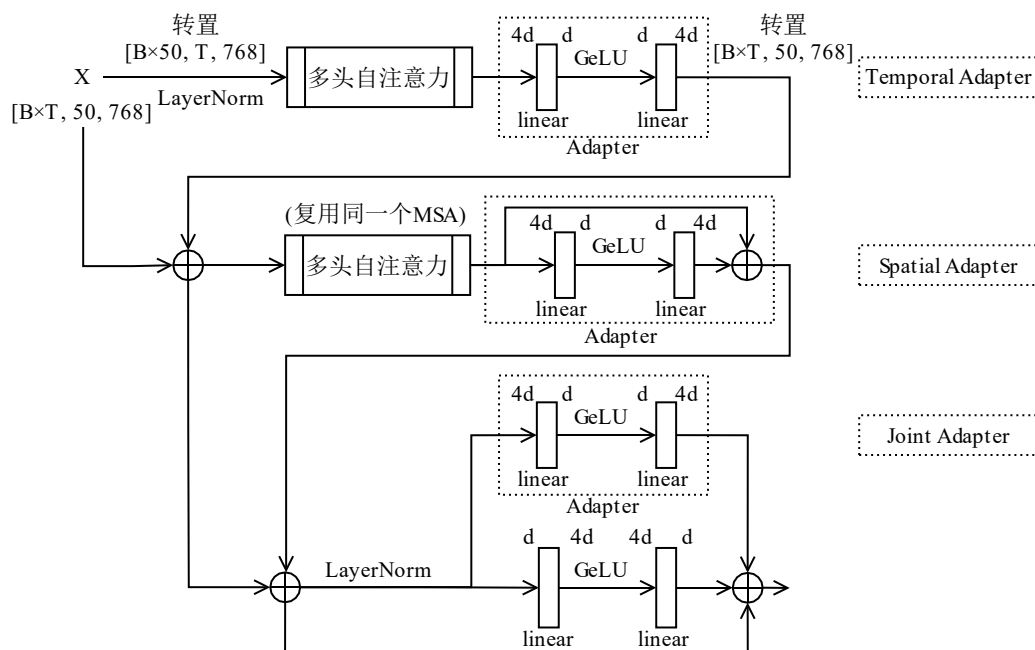 转置
[B×50, T, 768]
X
LayerNorm
[B×T, 50, 768]
多头自注意力
4d
d
GeLU
d
4d
linear
linear
Adapter
转置
[B×T, 50, 768]
Temporal Adapter
(复用同一个MSA)
多头自注意力
4d
d
GeLU
d
4d
linear
linear
Adapter
Spatial Adapter
4d
d
GeLU
d
4d
linear
linear
Adapter
Joint Adapter
LayerNorm
d
4d
GeLU
4d
d
linear
linear